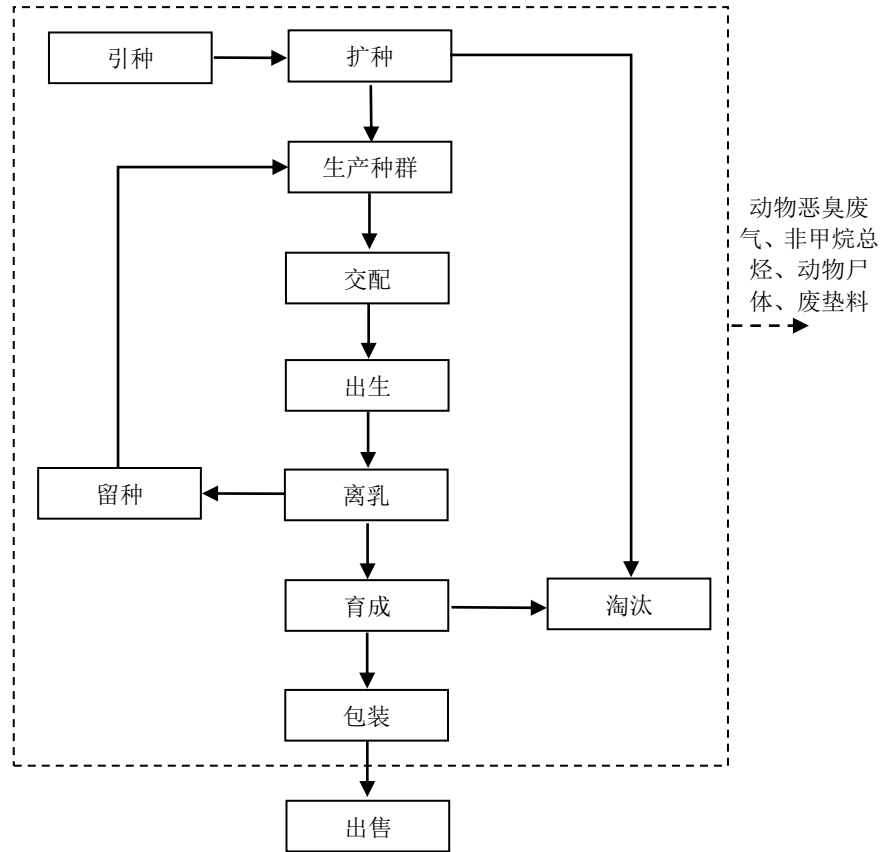 引种
扩种
生产种群
交配
出生
留种
离乳
育成
淘汰
包装
出售
动物恶臭废
气、非甲烷总
烃、动物尸
体、废垫料